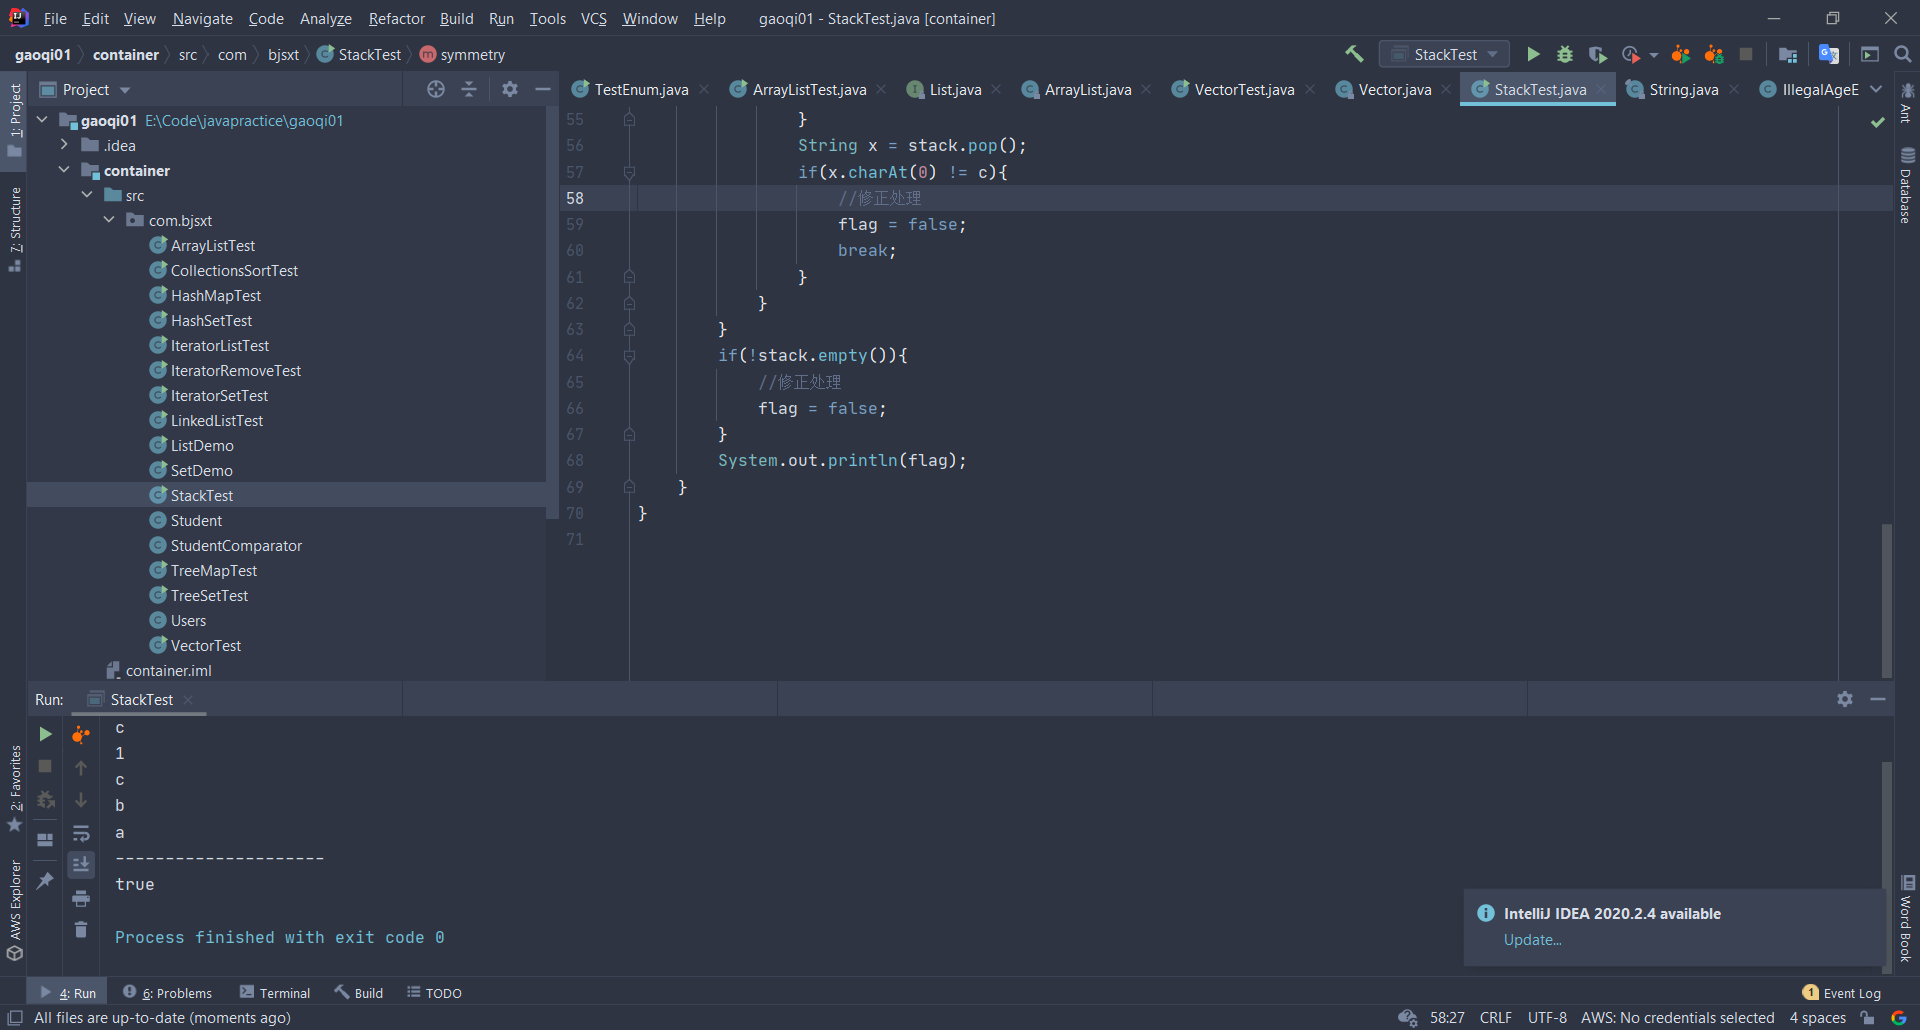 File Edit View Navigate Code Analyze Refactor Build Run Tools VCS Window Help gaoqi01 - StackTest.java [container]
gaoqi01 container src com bjsxt StackTest symmetry StackTest
Project
TestEnum.java ArrayListTest.java List.java ArrayList.java VectorTest.java Vector.java StackTest.java String.java IllegalAgeE
1: Project
7: Structure
2: Favorites
AWS Explorer
gaoqi01 E:\Code\javapractice\gaoqi01
.idea
container
src
com.bjsxt
ArrayListTest
CollectionsSortTest
HashMapTest
HashSetTest
IteratorListTest
IteratorRemoveTest
IteratorSetTest
LinkedListTest
ListDemo
SetDemo
StackTest
Student
StudentComparator
TreeMapTest
TreeSetTest
Users
VectorTest
container.iml
55 }
56 String x = stack.pop();
57 if(x.charAt(0) != c){
58 //修正处理
59 flag = false;
60 break;
61 }
62 }
63 }
64 if(!stack.empty()){
65 //修正处理
66 flag = false;
67 }
68 System.out.println(flag);
69 }
70 }
71
Ant
Database
Word Book
Run: StackTest
c
1
c
b
a
---------------------
true
Process finished with exit code 0
IntelliJ IDEA 2020.2.4 available
Update...
4: Run 6: Problems Terminal Build TODO 1 Event Log
All files are up-to-date (moments ago) 58:27 CRLF UTF-8 AWS: No credentials selected 4 spaces